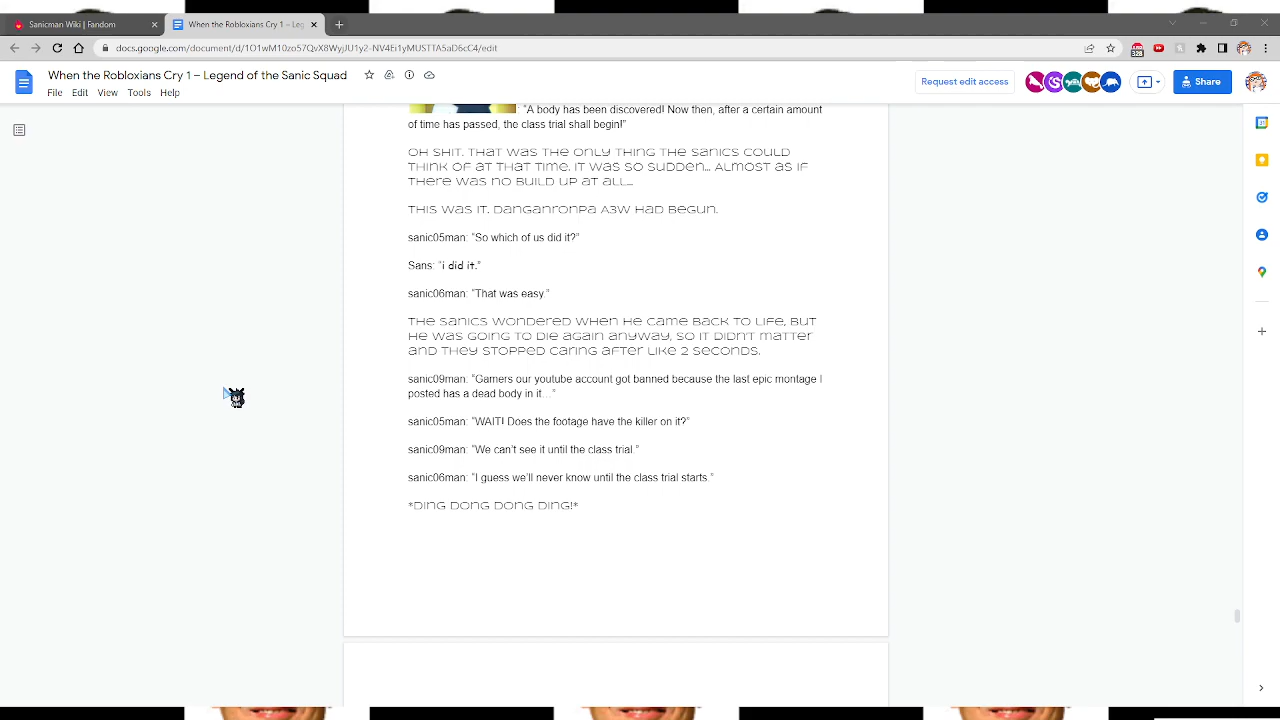 Sanicman Wiki | Fandom
When the Robloxians Cry 1 – Leg
docs.google.com/document/d/1O1wM10zo57QvX8WyjJU1y2-NV4Ei1yMUSTTA5aD6cC4/edit
When the Robloxians Cry 1 – Legend of the Sanic Squad
Request edit access
Share
File Edit View Tools Help
: “A body has been discovered! Now then, after a certain amount
of time has passed, the class trial shall begin!”
Oh shit. That was the only thing the Sanics could
think of at that time. It was so sudden... Almost as if
there was no build up at all...
This was it. Danganronpa A3W had begun.
sanic05man: “So which of us did it?”
Sans: “i did it.”
sanic06man: “That was easy.”
The Sanics wondered when he came back to life, but
he was going to die again anyway, so it didn't matter
and they stopped caring after like 2 seconds.
sanic09man: “Gamers our youtube account got banned because the last epic montage I
posted has a dead body in it…”
sanic05man: “WAIT! Does the footage have the killer on it?”
sanic09man: “We can’t see it until the class trial.”
sanic06man: “I guess we’ll never know until the class trial starts.”
*Ding dong dong ding!*